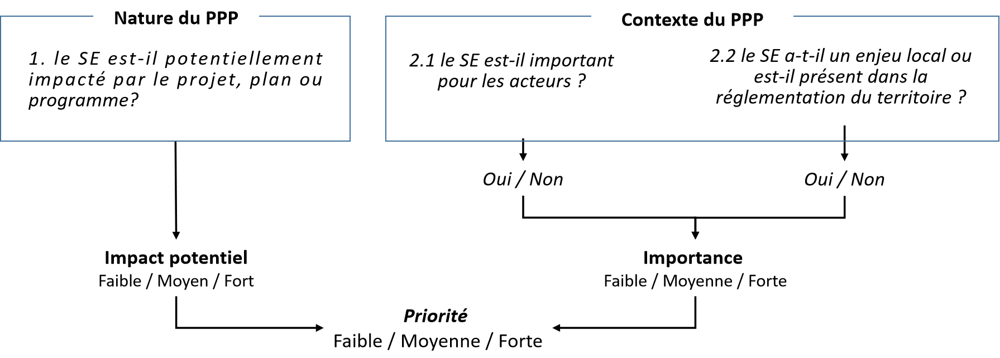 Nature du PPP
1. le SE est-il potentiellement
impacté par le projet, plan ou
programme?
Contexte du PPP
2.1 le SE est-il important
pour les acteurs ?
2.2 le SE a-t-il un enjeu local ou
est-il présent dans la
réglementation du territoire ?
Oui / Non
Oui / Non
Impact potentiel
Faible / Moyen / Fort
Importance
Faible / Moyenne / Forte
Priorité
Faible / Moyenne / Forte